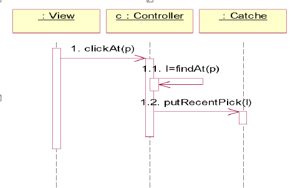 : View
c : Controller
: Catche
1. clickAt(p)
1.1. l=findAt(p)
1.2. putRecentPick(l)